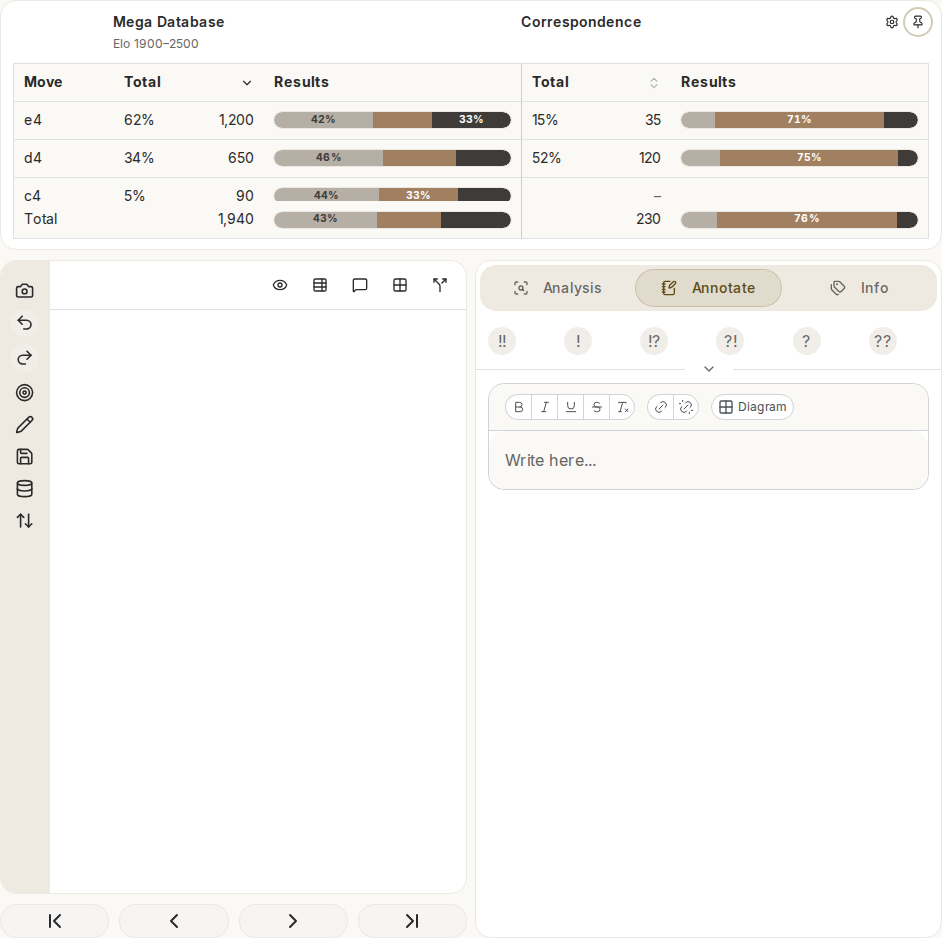 Mega Database Correspondence
Elo 1900–2500
Move Total Results Total Results
e4 62% 1,200 42% 33% 15% 35 71%
d4 34% 650 46% 52% 120 75%
c4 5% 90 44% 33% –
Total 1,940 43% 230 76%
Analysis Annotate Info
!! ! !? ?! ? ??
B I U S Tx Diagram
Write here...